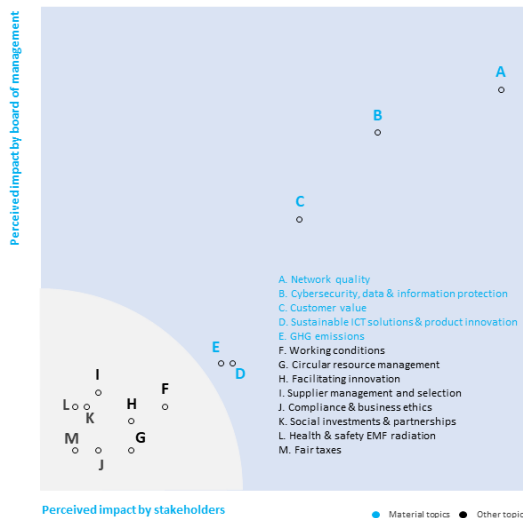 Perceived impact by board of management
A
B
C
A. Network quality
B. Cybersecurity, data & information protection
C. Customer value
D. Sustainable ICT solutions & product innovation
E. GHG emissions
F. Working conditions
G. Circular resource management
H. Facilitating innovation
I. Supplier management and selection
J. Compliance & business ethics
K. Social investments & partnerships
L. Health & safety EMF radiation
M. Fair taxes
E
D
I
F
L
K
H
M
G
J
Perceived impact by stakeholders
Material topics Other topic